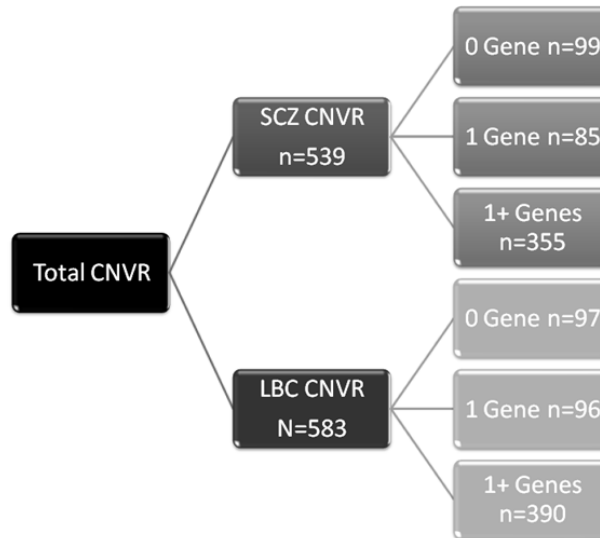 Total CNVR
SCZ CNVR
n=539
0 Gene n=99
1 Gene n=85
1+ Genes
n=355
LBC CNVR
N=583
0 Gene n=97
1 Gene n=96
1+ Genes
n=390